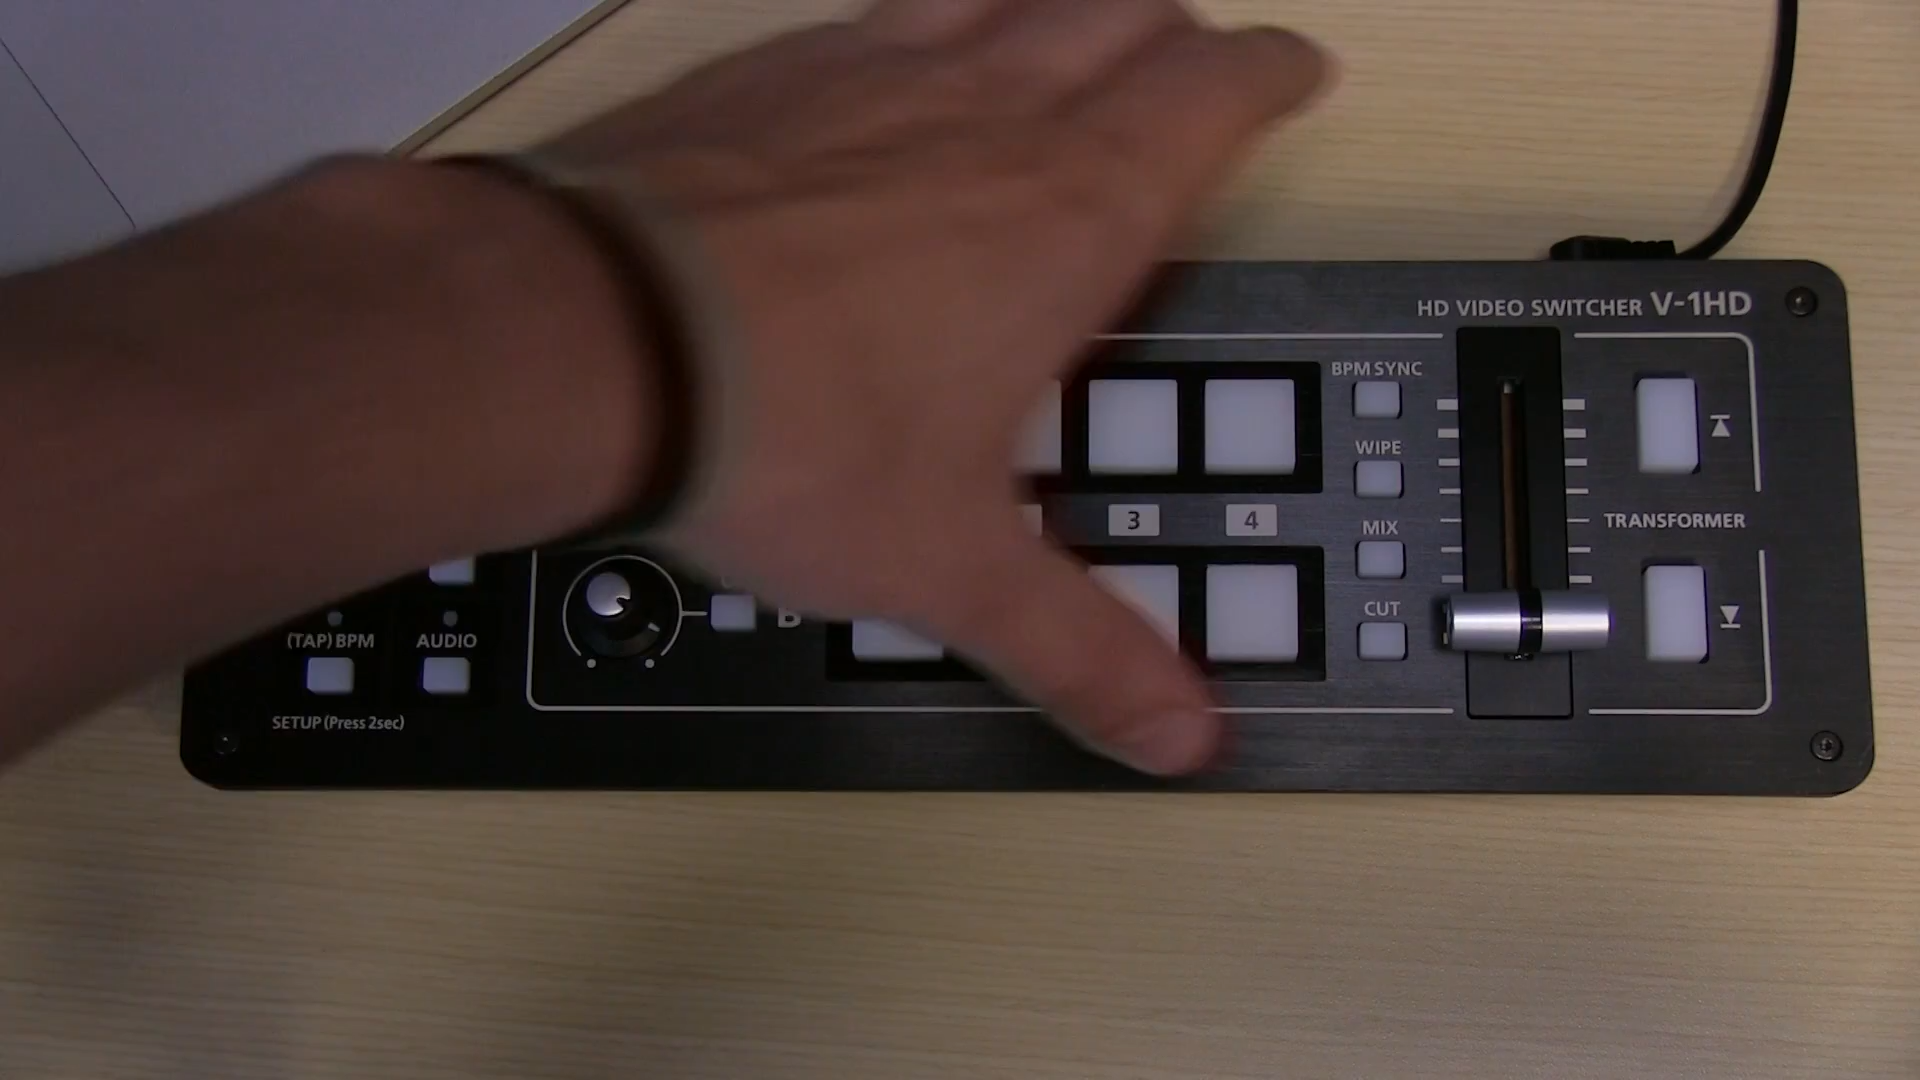 HD VIDEO SWITCHER V-1HD
BPM SYNC
WIPE
3
4
TRANSFORMER
MIX
CUT
B
(TAP) BPM
AUDIO
SETUP (Press 2sec)